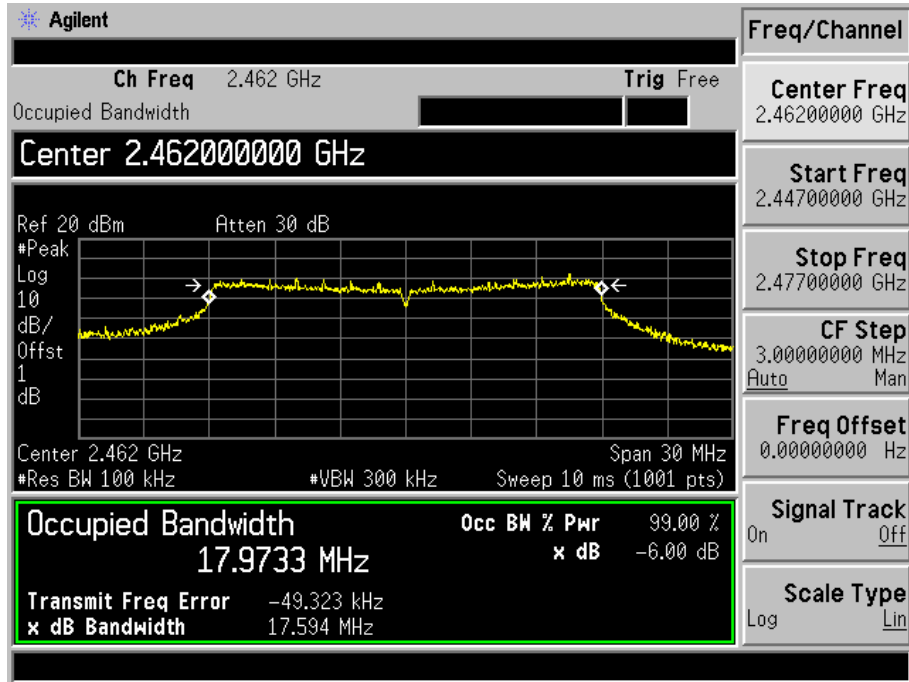 Agilent
Freq/Channel
Ch Freq 2.462 GHz Trig Free
Occupied Bandwidth
Center 2.462000000 GHz
Center Freq
2.46200000 GHz
Start Freq
2.44700000 GHz
Stop Freq
2.47700000 GHz
CF Step
3.00000000 MHz
Auto Man
Freq Offset
0.00000000 Hz
Signal Track
On Off
Scale Type
Log Lin
Ref 20 dBm Atten 30 dB
#Peak
Log
10
dB/
Offst
1
dB
Center 2.462 GHz Span 30 MHz
#Res BW 100 kHz #VBW 300 kHz Sweep 10 ms (1001 pts)
Occupied Bandwidth Occ BW % Pwr 99.00 %
17.9733 MHz x dB -6.00 dB
Transmit Freq Error -49.323 kHz
x dB Bandwidth 17.594 MHz